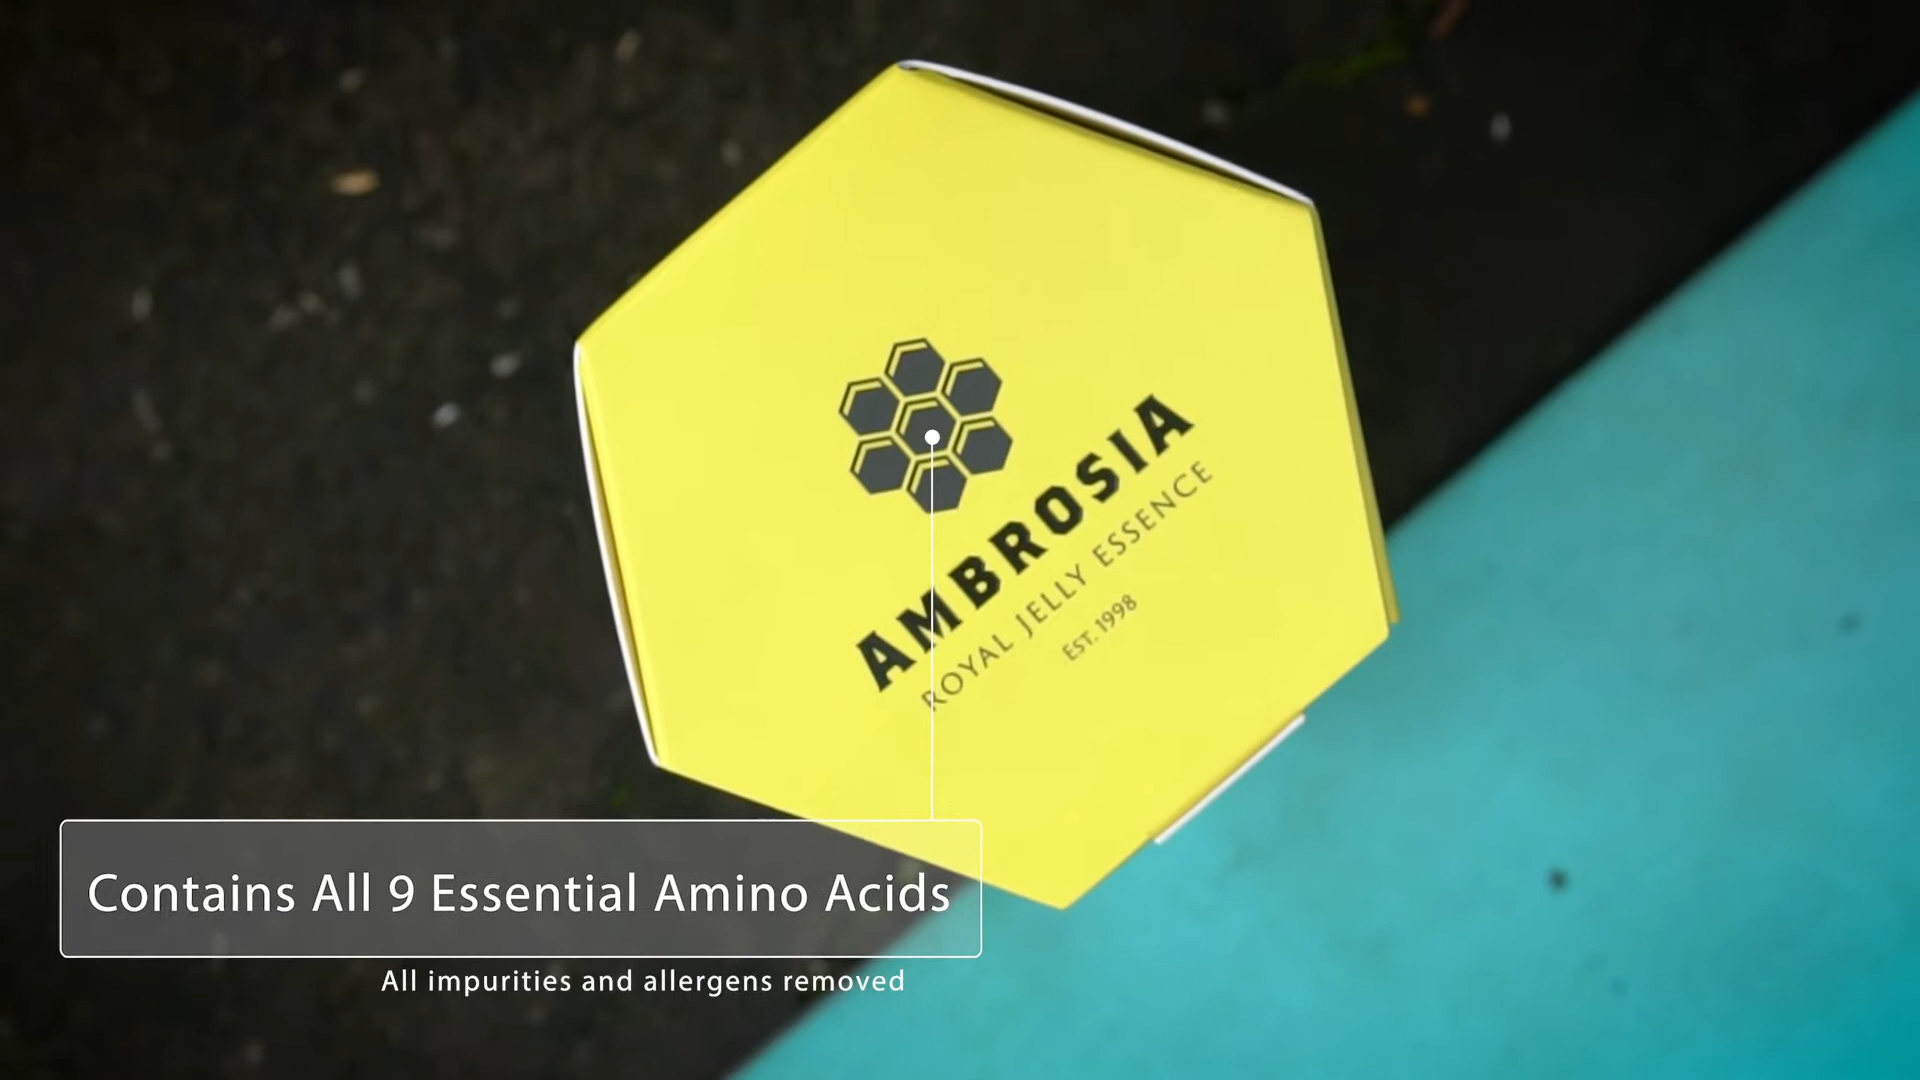 AMBROSIA
ROYAL JELLY ESSENCE
EST. 1998
Contains All 9 Essential Amino Acids
All impurities and allergens removed